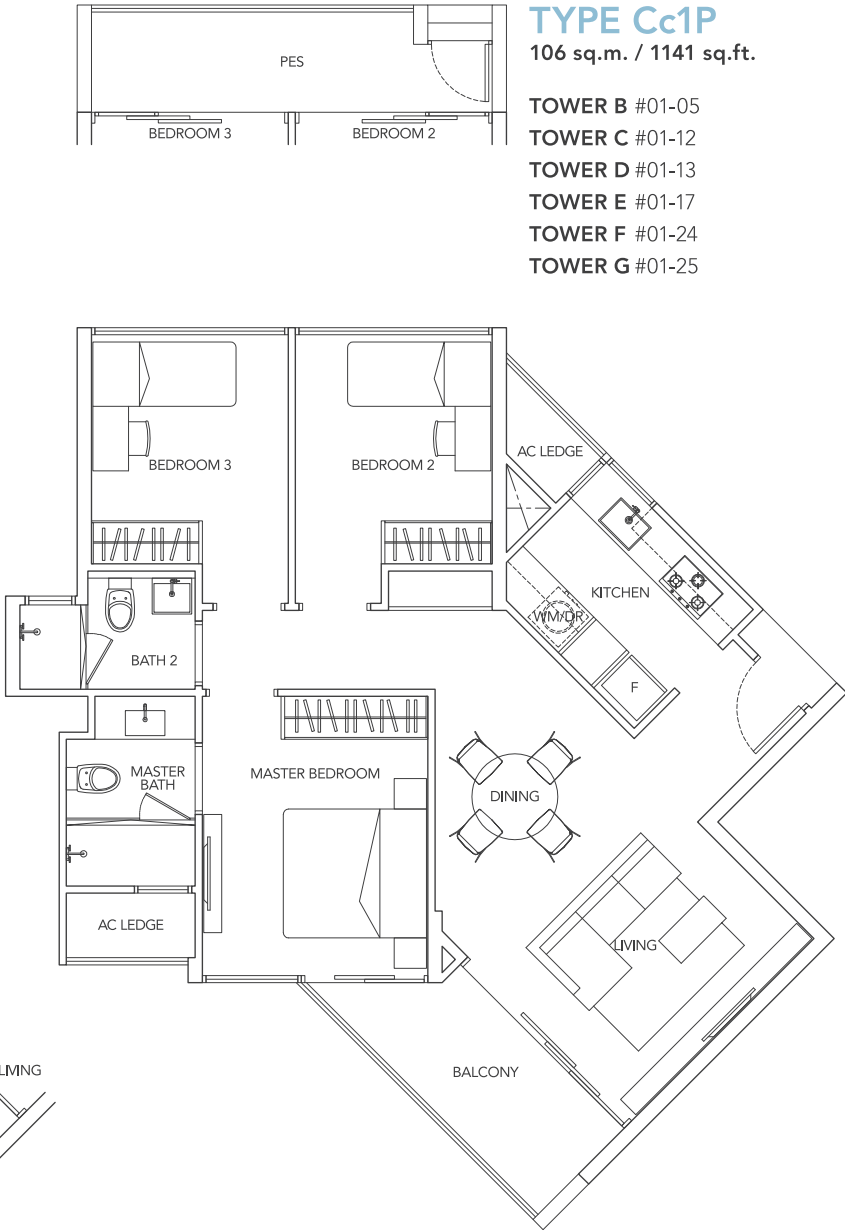 TYPE Cc1P
106 sq.m. / 1141 sq.ft.
TOWER B #01-05
TOWER C #01-12
TOWER D #01-13
TOWER E #01-17
TOWER F #01-24
TOWER G #01-25
PES
BEDROOM 3
BEDROOM 2
AC LEDGE
BEDROOM 3
BEDROOM 2
KITCHEN
WM/DR
BATH 2
F
MASTER
BATH
MASTER BEDROOM
DINING
AC LEDGE
LIVING
BALCONY
LIVING